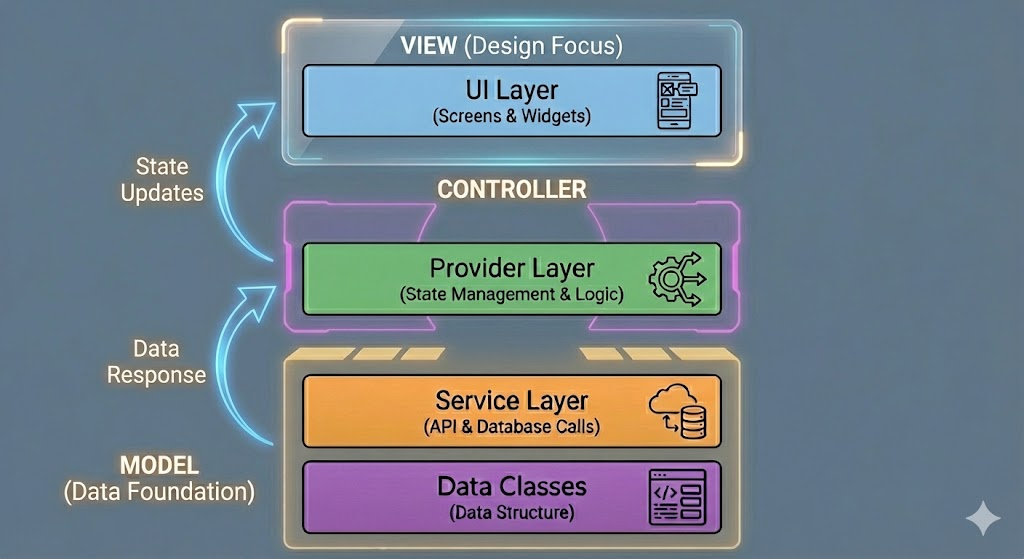 VIEW (Design Focus)
UI Layer
(Screens & Widgets)
State
Updates
CONTROLLER
Provider Layer
(State Management & Logic)
Data
Response
Service Layer
(API & Database Calls)
MODEL
(Data Foundation)
Data Classes
(Data Structure)